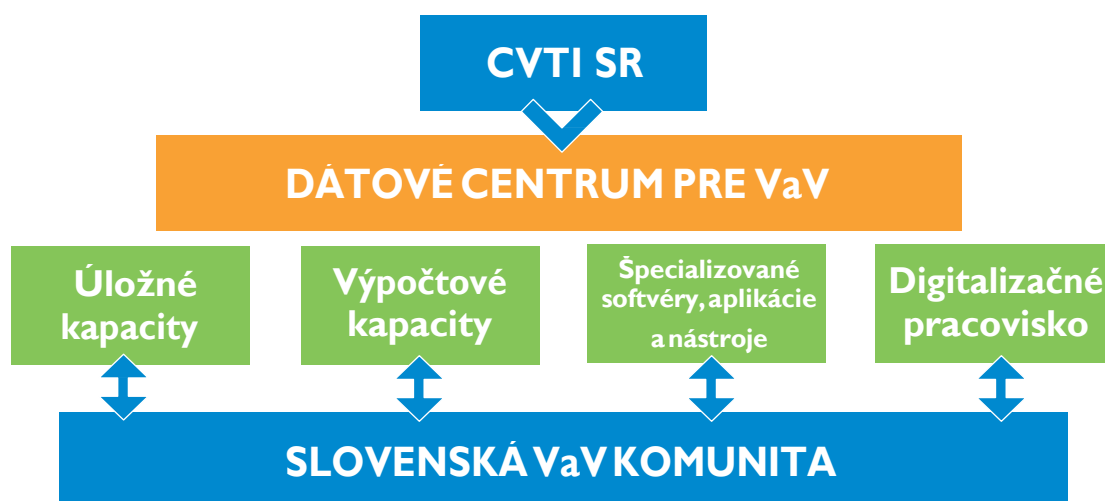 CVTI SR
DÁTOVÉ CENTRUM PRE VaV
Úložné
kapacity
Výpočtové
kapacity
Špecializované
softvéry, aplikácie
a nástroje
Digitalizačné
pracovisko
SLOVENSKÁ VaV KOMUNITA